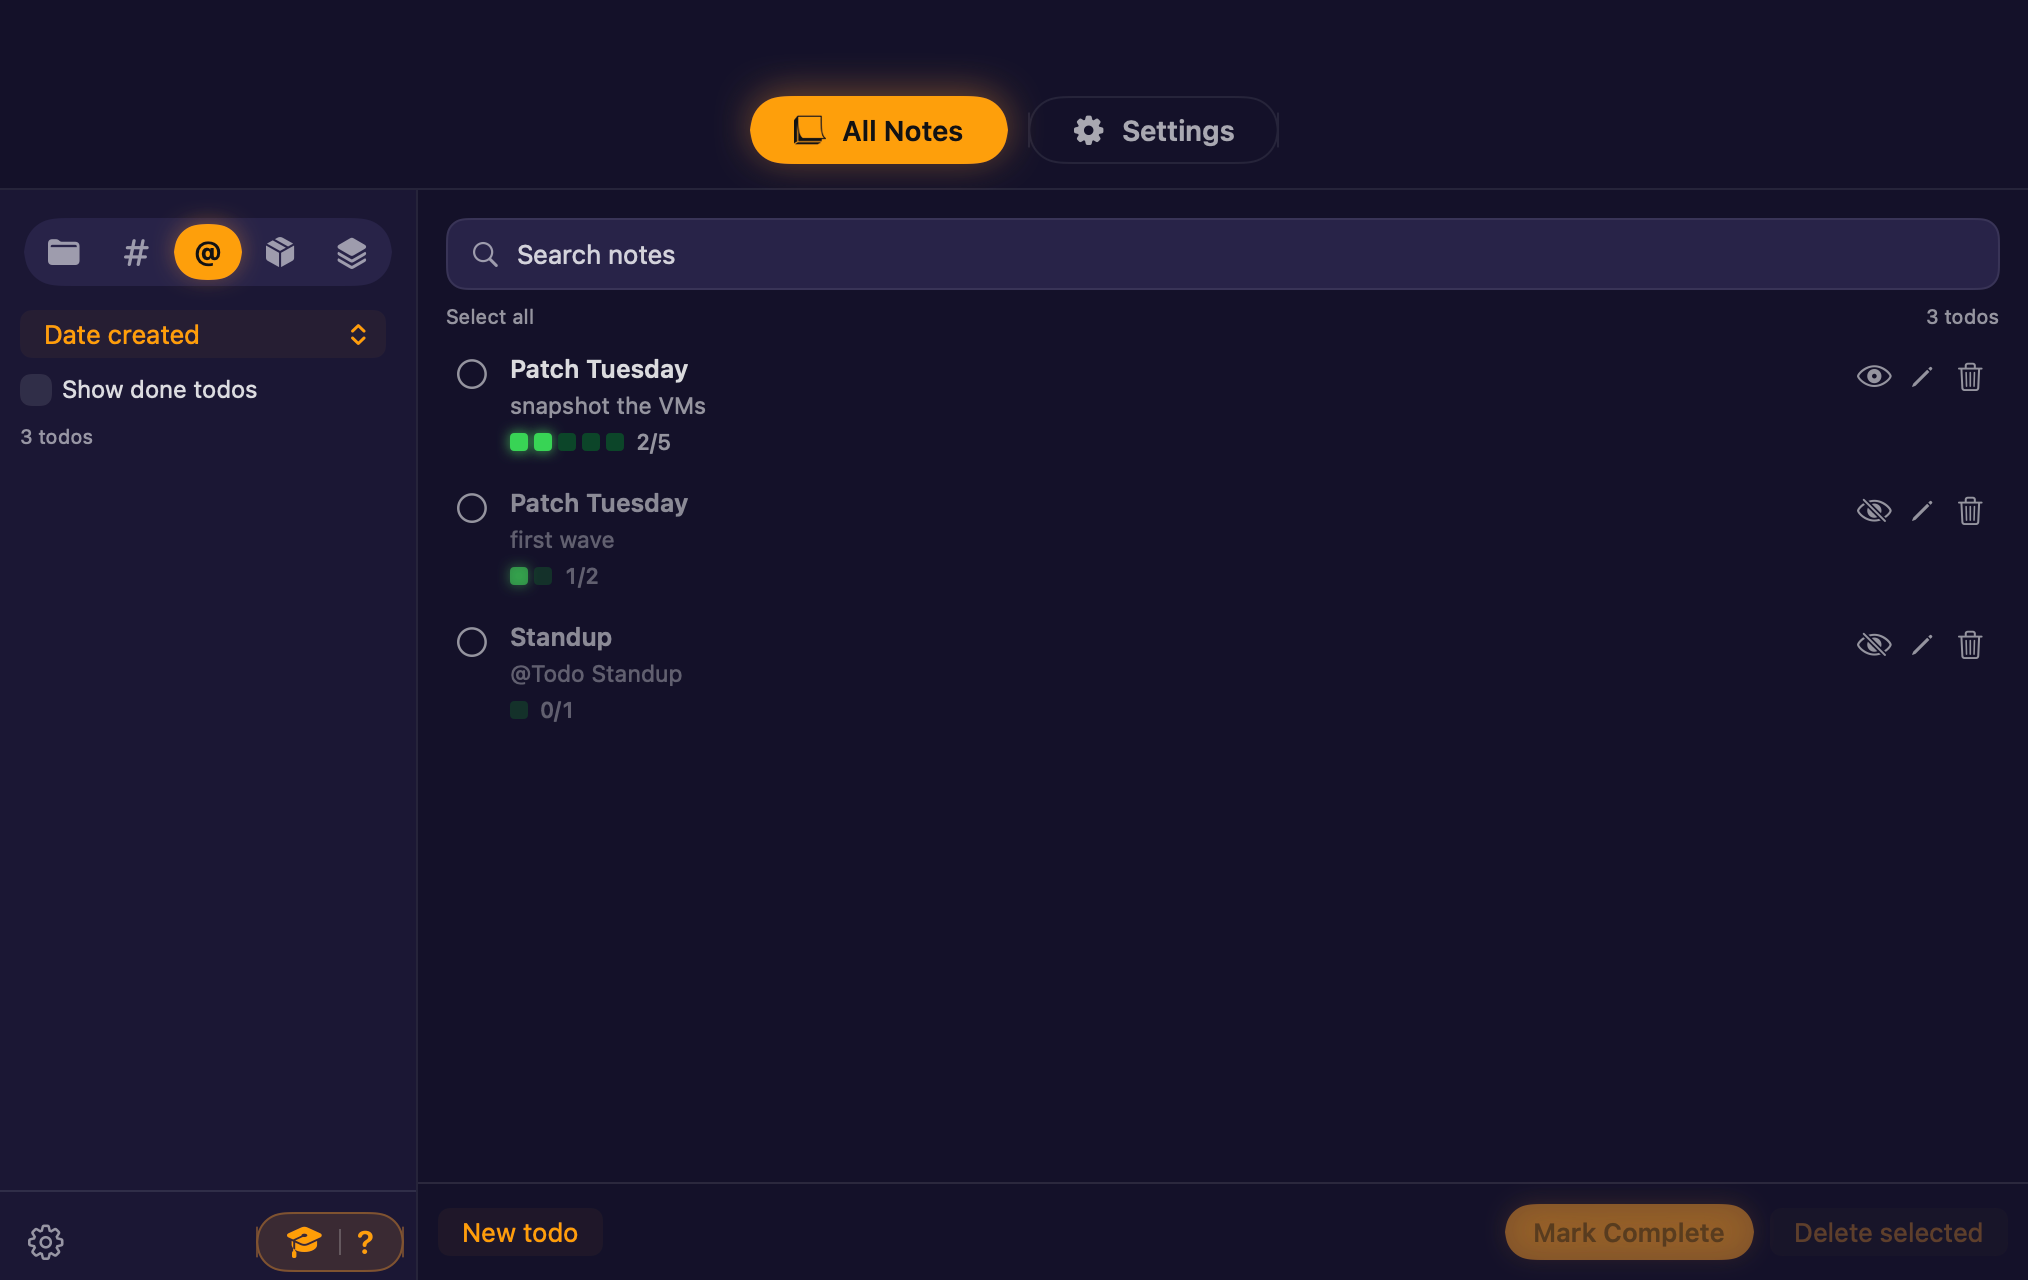 All Notes
Settings
#
@
Search notes
Date created
Show done todos
3 todos
Select all
3 todos
Patch Tuesday
snapshot the VMs
2/5
Patch Tuesday
first wave
1/2
Standup
@Todo Standup
0/1
?
New todo
Mark Complete
Delete selected